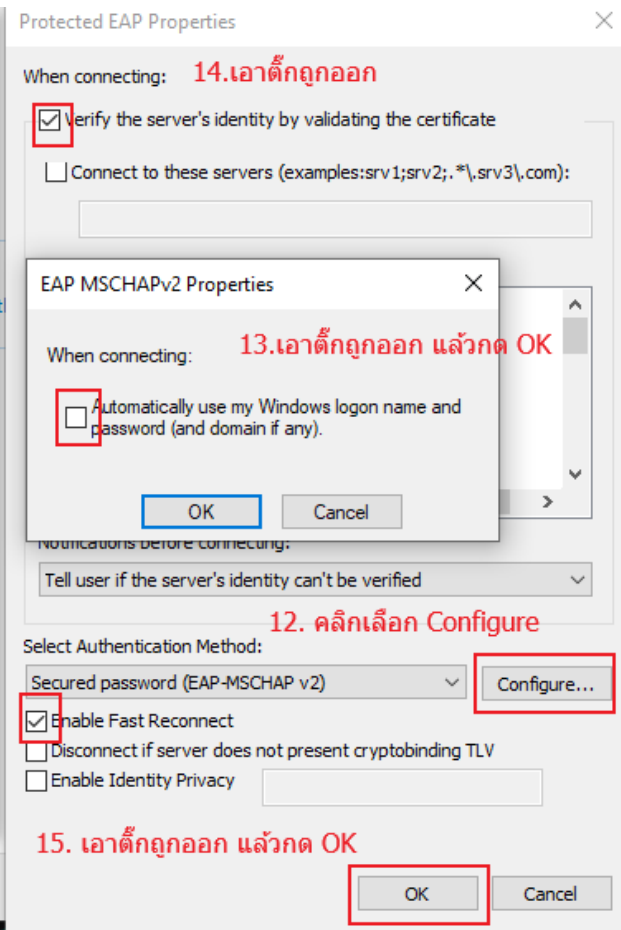 Protected EAP Properties
When connecting:
14.เอาติ๊กถูกออก
Verify the server's identity by validating the certificate
Connect to these servers (examples:srv1;srv2;.*\.srv3\.com):
EAP MSCHAPv2 Properties
When connecting:
13.เอาติ๊กถูกออก แล้วกด OK
Automatically use my Windows logon name and
password (and domain if any).
OK
Cancel
Notifications before connecting:
Tell user if the server's identity can't be verified
12. คลิกเลือก Configure
Select Authentication Method:
Secured password (EAP-MSCHAP v2)
Configure...
Enable Fast Reconnect
Disconnect if server does not present cryptobinding TLV
Enable Identity Privacy
15. เอาติ๊กถูกออก แล้วกด OK
OK
Cancel